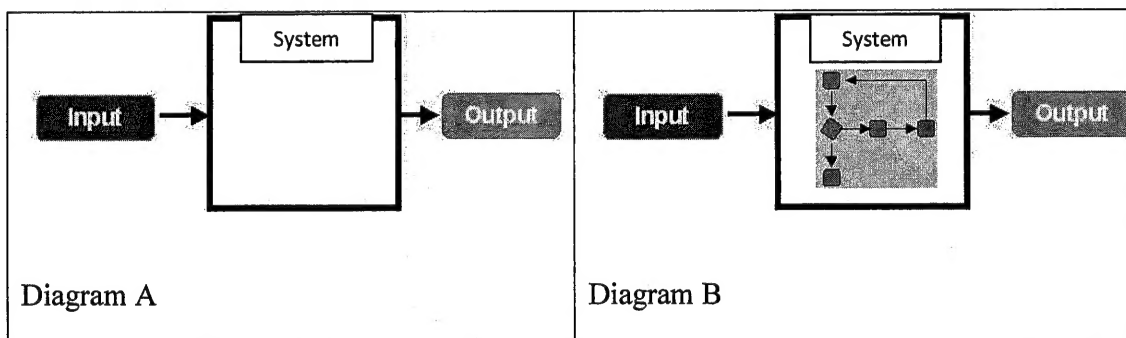 System
Input
Output
Diagram A
System
Input
Output
Diagram B